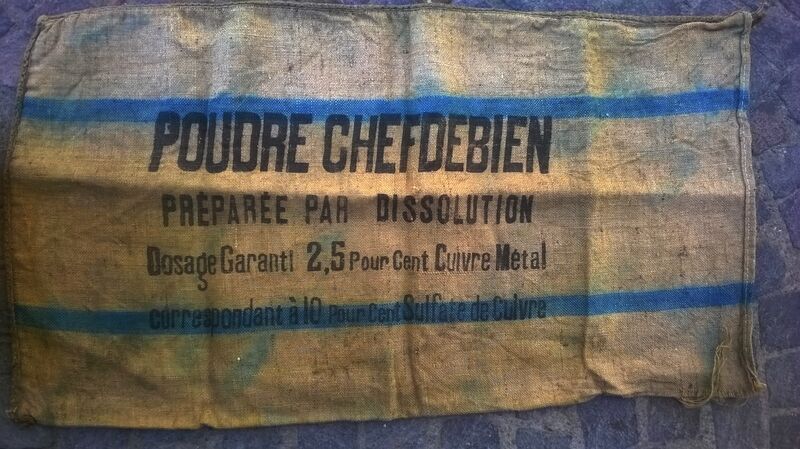 POUDRE CHEFDEBIEN
PRÉPARÉE PAR DISSOLUTION
Dosage Garanti 2,5 Pour Cent Cuivre Métal
correspondant à 10 Pour Cent Sulfate de Cuivre